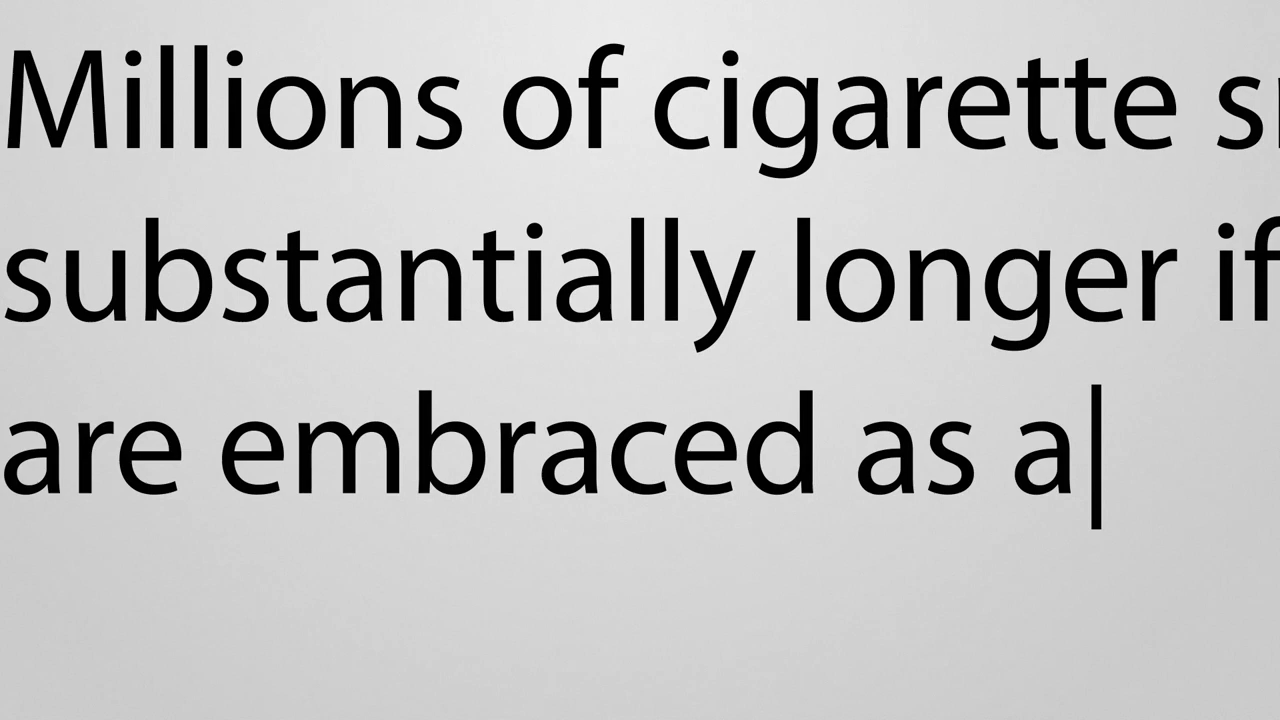 Millions of cigarette
substantially longer if
are embraced as a